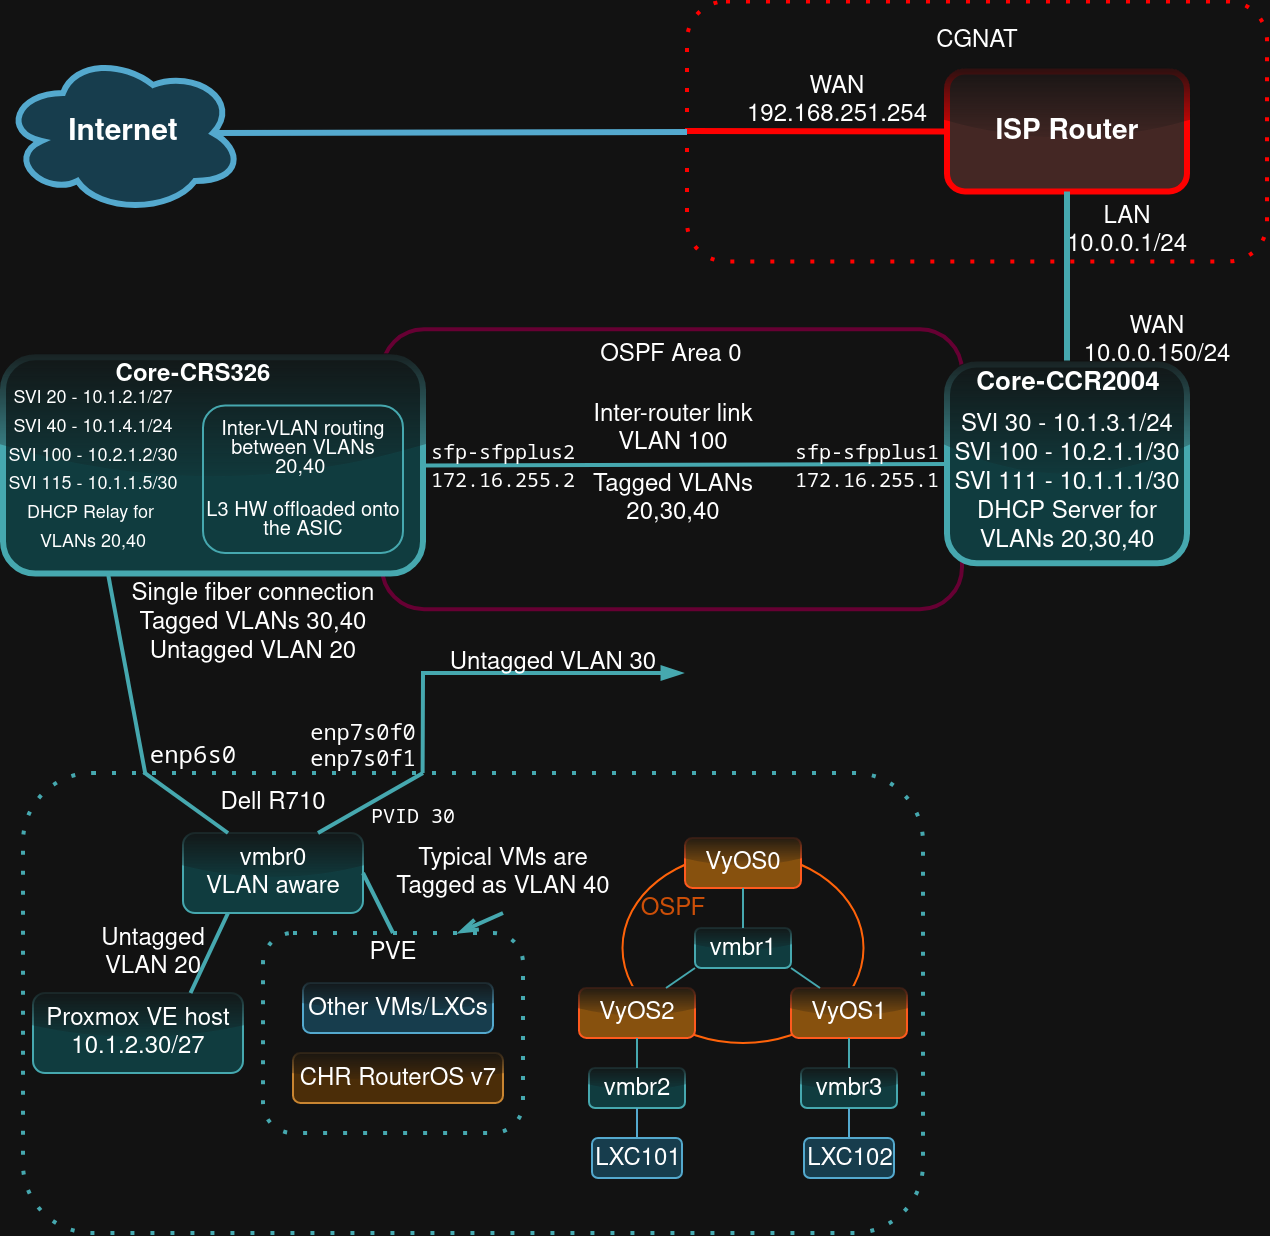 CGNAT
WAN
192.168.251.254
Internet
ISP Router
LAN
10.0.0.1/24
WAN
10.0.0.150/24
OSPF Area 0
Core-CRS326
SVI 20 - 10.1.2.1/27
SVI 40 - 10.1.4.1/24
SVI 100 - 10.2.1.2/30
SVI 115 - 10.1.1.5/30
DHCP Relay for
VLANs 20,40
Inter-VLAN routing
between VLANs
20,40
L3 HW offloaded onto
the ASIC
sfp-sfpplus2
172.16.255.2
Inter-router link
VLAN 100
Tagged VLANs
20,30,40
sfp-sfpplus1
172.16.255.1
Core-CCR2004
SVI 30 - 10.1.3.1/24
SVI 100 - 10.2.1.1/30
SVI 111 - 10.1.1.1/30
DHCP Server for
VLANs 20,30,40
Single fiber connection
Tagged VLANs 30,40
Untagged VLAN 20
Untagged VLAN 30
enp6s0
enp7s0f0
enp7s0f1
Dell R710
PVID 30
vmbr0
VLAN aware
Typical VMs are
Tagged as VLAN 40
Untagged
VLAN 20
Proxmox VE host
10.1.2.30/27
PVE
Other VMs/LXCs
CHR RouterOS v7
VyOS0
OSPF
vmbr1
VyOS2
VyOS1
vmbr2
vmbr3
LXC101
LXC102